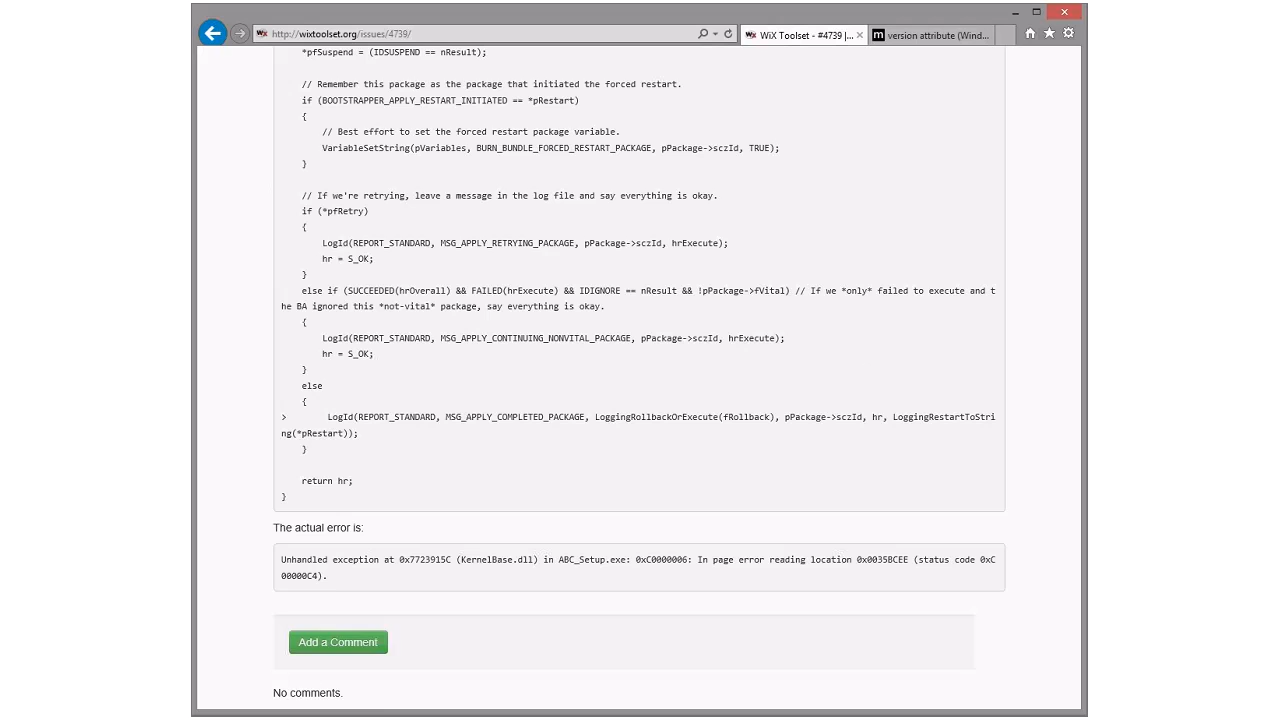 http://wixtoolset.org/issues/4739/
WiX Toolset - #4739 |...
version attribute (Wind...
*pfSuspend = (IDSUSPEND == nResult);
// Remember this package as the package that initiated the forced restart.
if (BOOTSTRAPPER_APPLY_RESTART_INITIATED == *pRestart)
{
// Best effort to set the forced restart package variable.
VariableSetString(pVariables, BURN_BUNDLE_FORCED_RESTART_PACKAGE, pPackage->sczId, TRUE);
}
// If we're retrying, leave a message in the log file and say everything is okay.
if (*pfRetry)
{
LogId(REPORT_STANDARD, MSG_APPLY_RETRYING_PACKAGE, pPackage->sczId, hrExecute);
hr = S_OK;
}
else if (SUCCEEDED(hrOverall) && FAILED(hrExecute) && IDIGNORE == nResult && !pPackage->fVital) // If we *only* failed to execute and t
he BA ignored this *not-vital* package, say everything is okay.
{
LogId(REPORT_STANDARD, MSG_APPLY_CONTINUING_NONVITAL_PACKAGE, pPackage->sczId, hrExecute);
hr = S_OK;
}
else
{
> LogId(REPORT_STANDARD, MSG_APPLY_COMPLETED_PACKAGE, LoggingRollbackOrExecute(fRollback), pPackage->sczId, hr, LoggingRestartToStri
ng(*pRestart));
}
return hr;
}
The actual error is:
Unhandled exception at 0x7723915C (KernelBase.dll) in ABC_Setup.exe: 0xC0000006: In page error reading location 0x0035BCEE (status code 0xC
00000C4).
Add a Comment
No comments.